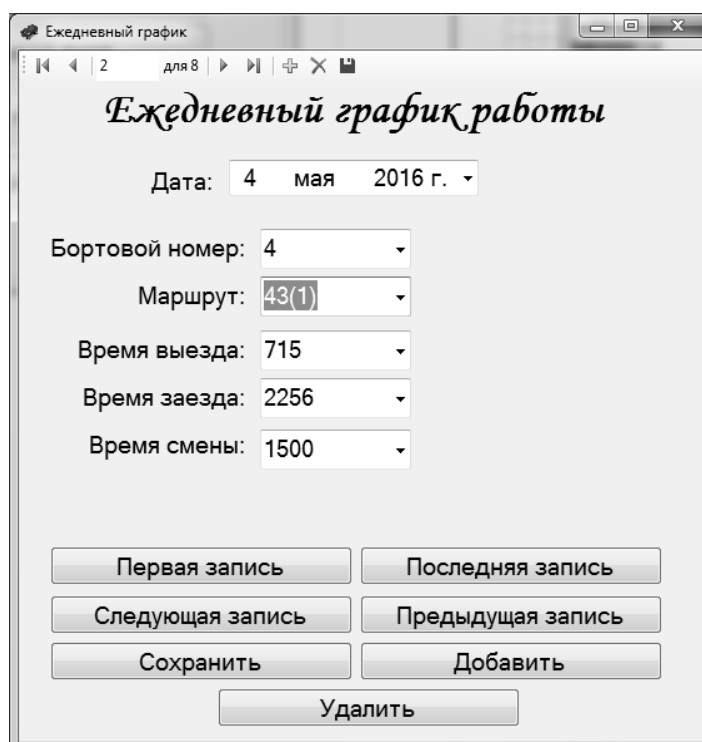 Ежедневный график
2 для 8
Ежедневный график работы
Дата: 4 мая 2016 г.
Бортовой номер: 4
Маршрут: 43(1)
Время выезда: 715
Время заезда: 2256
Время смены: 1500
Первая запись Последняя запись
Следующая запись Предыдущая запись
Сохранить Добавить
Удалить